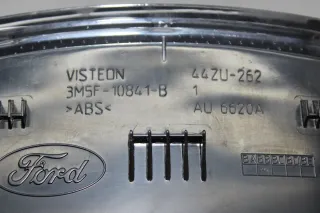 VISTEON 44ZU-262
3M5F-10841-B 1
>ABS< AU 6620A
Ford